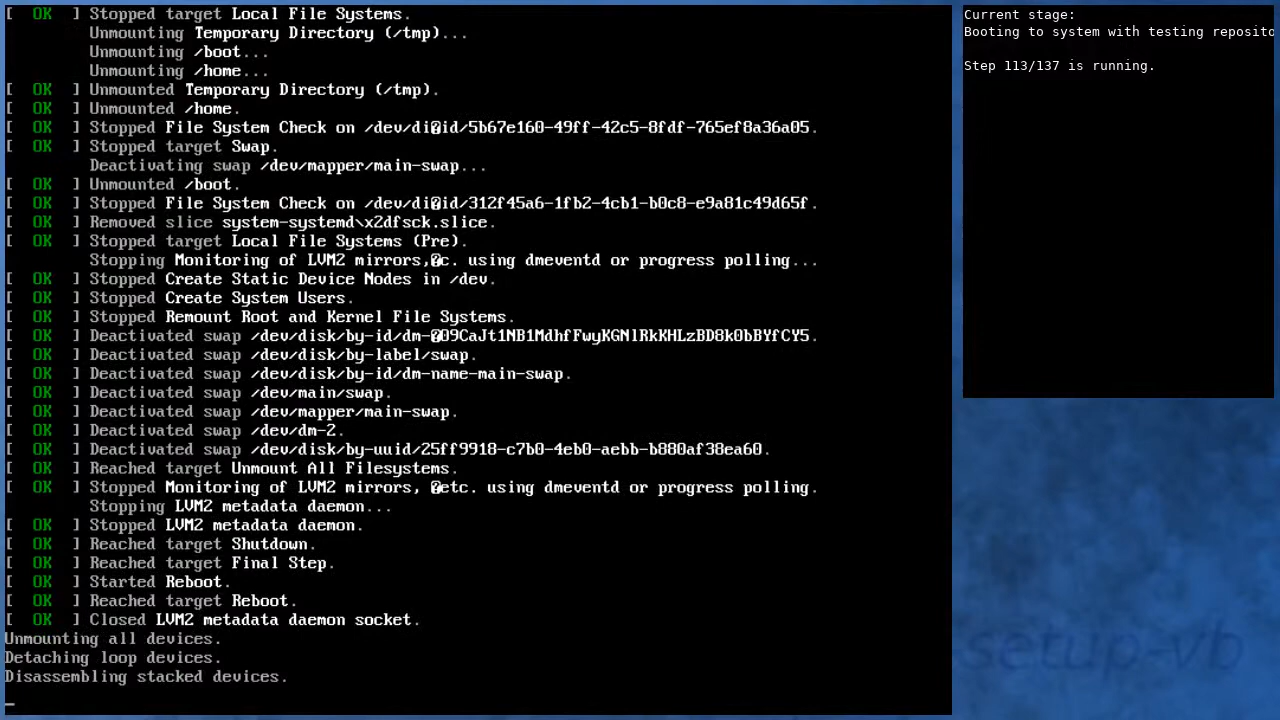 [  OK  ] Stopped target Local File Systems.
Unmounting Temporary Directory (/tmp)...
Unmounting /boot...
Unmounting /home...
[  OK  ] Unmounted Temporary Directory (/tmp).
[  OK  ] Unmounted /home.
[  OK  ] Stopped File System Check on /dev/di�id/5b67e160-49ff-42c5-8fdf-765ef8a36a05.
[  OK  ] Stopped target Swap.
Deactivating swap /dev/mapper/main-swap...
[  OK  ] Unmounted /boot.
[  OK  ] Stopped File System Check on /dev/di�id/312f45a6-1fb2-4cb1-b0c8-e9a81c49d65f.
[  OK  ] Removed slice system-systemd\x2dfsck.slice.
[  OK  ] Stopped target Local File Systems (Pre).
Stopping Monitoring of LVM2 mirrors,�c. using dmeventd or progress polling...
[  OK  ] Stopped Create Static Device Nodes in /dev.
[  OK  ] Stopped Create System Users.
[  OK  ] Stopped Remount Root and Kernel File Systems.
[  OK  ] Deactivated swap /dev/disk/by-id/dm-�O9CaJt1NB1MdhfFwyKGNlRkKHLzBD8k0bBYfCY5.
[  OK  ] Deactivated swap /dev/disk/by-label/swap.
[  OK  ] Deactivated swap /dev/disk/by-id/dm-name-main-swap.
[  OK  ] Deactivated swap /dev/main/swap.
[  OK  ] Deactivated swap /dev/mapper/main-swap.
[  OK  ] Deactivated swap /dev/dm-2.
[  OK  ] Deactivated swap /dev/disk/by-uuid/25ff9918-c7b0-4eb0-aebb-b880af38ea60.
[  OK  ] Reached target Unmount All Filesystems.
[  OK  ] Stopped Monitoring of LVM2 mirrors, �etc. using dmeventd or progress polling.
Stopping LVM2 metadata daemon...
[  OK  ] Stopped LVM2 metadata daemon.
[  OK  ] Reached target Shutdown.
[  OK  ] Reached target Final Step.
[  OK  ] Started Reboot.
[  OK  ] Reached target Reboot.
[  OK  ] Closed LVM2 metadata daemon socket.
Unmounting all devices.
Detaching loop devices.
Disassembling stacked devices.
Current stage:
Booting to system with testing reposito
Step 113/137 is running.
setup-vb